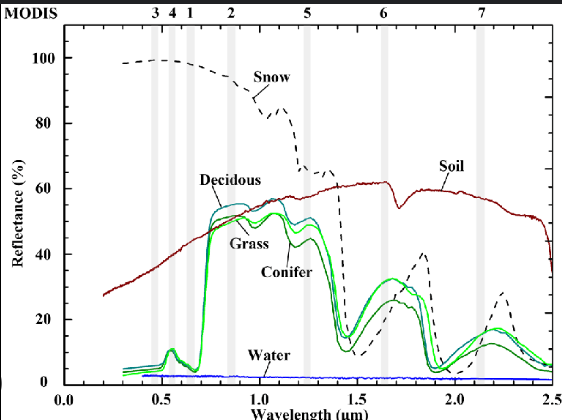 MODIS 3 4 1 2 5 6 7
100
80
60
40
20
0
Reflectance (%)
Snow
Soil
Decidous
Grass
Conifer
Water
0.0 0.5 1.0 1.5 2.0 2.5
Wavelength (µm)